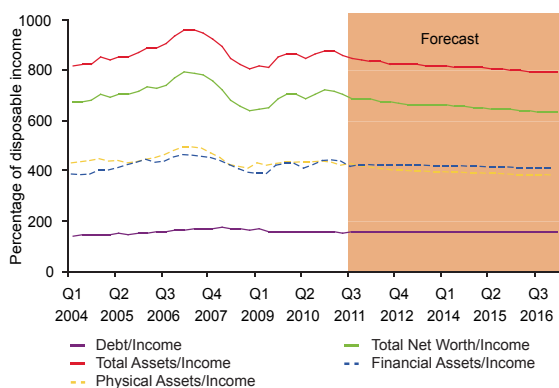 Percentage of disposable income
1000
800
600
400
200
0
Forecast
Q1 Q2 Q3 Q4 Q1 Q2 Q3 Q4 Q1 Q2 Q3
2004 2005 2006 2007 2009 2010 2011 2012 2014 2015 2016
Debt/Income
Total Net Worth/Income
Total Assets/Income
Financial Assets/Income
Physical Assets/Income